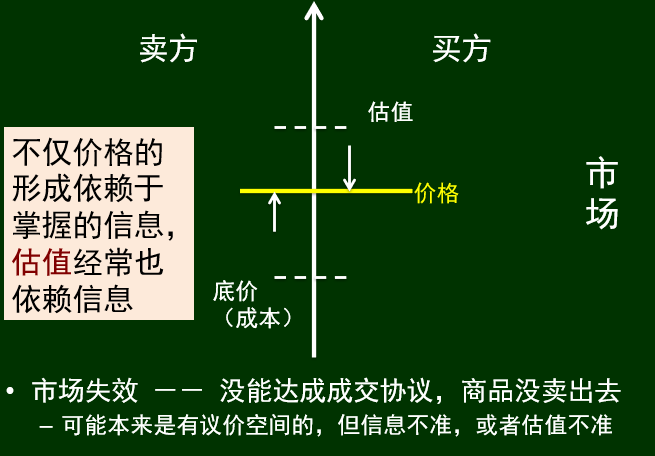 卖方
买方
估值
不仅价格的
形成依赖于
掌握的信息，
估值经常也
依赖信息
价格
市
场
底价
（成本）
• 市场失效 —— 没能达成成交协议，商品没卖出去
– 可能本来是有议价空间的，但信息不准，或者估值不准